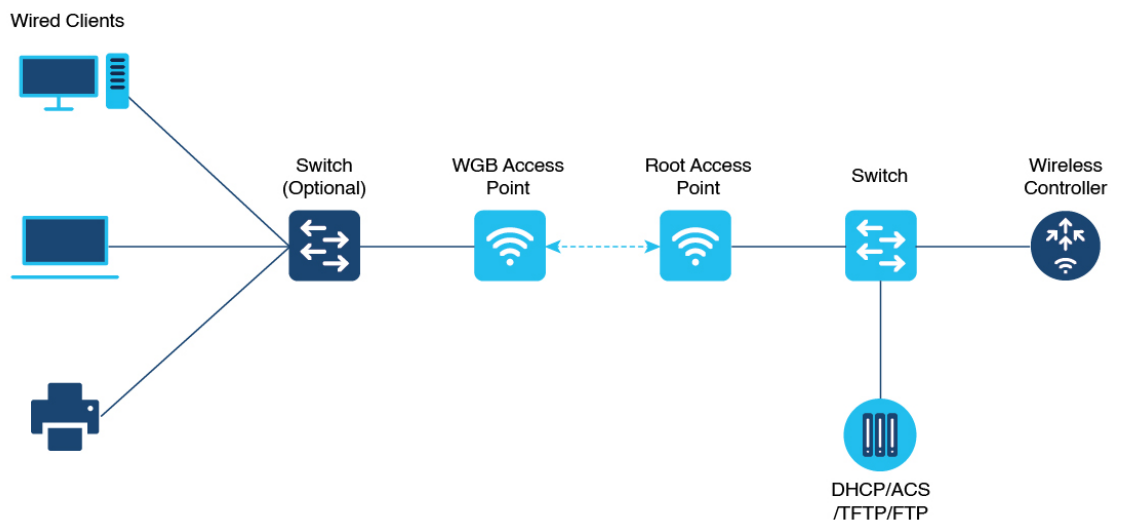 Wired Clients
Switch
(Optional)
WGB Access
Point
Root Access
Point
Switch
Wireless
Controller
DHCP/ACS
/TFTP/FTP